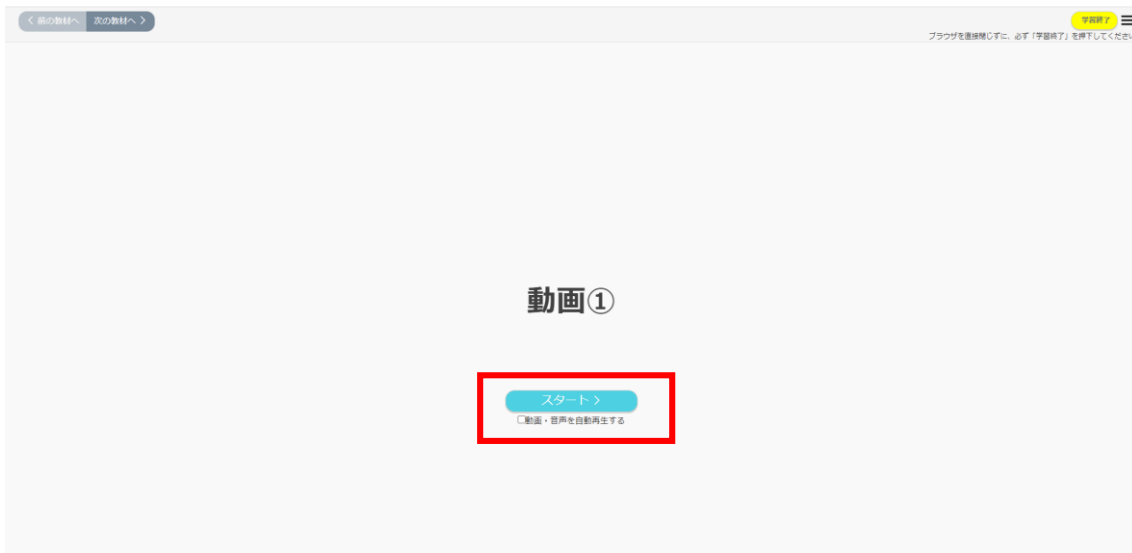 < 前の教材へ 次の教材へ >
学習終了
ブラウザを直接閉じずに、必ず「学習終了」を押下してください
動画①
スタート >
動画・音声を自動再生する